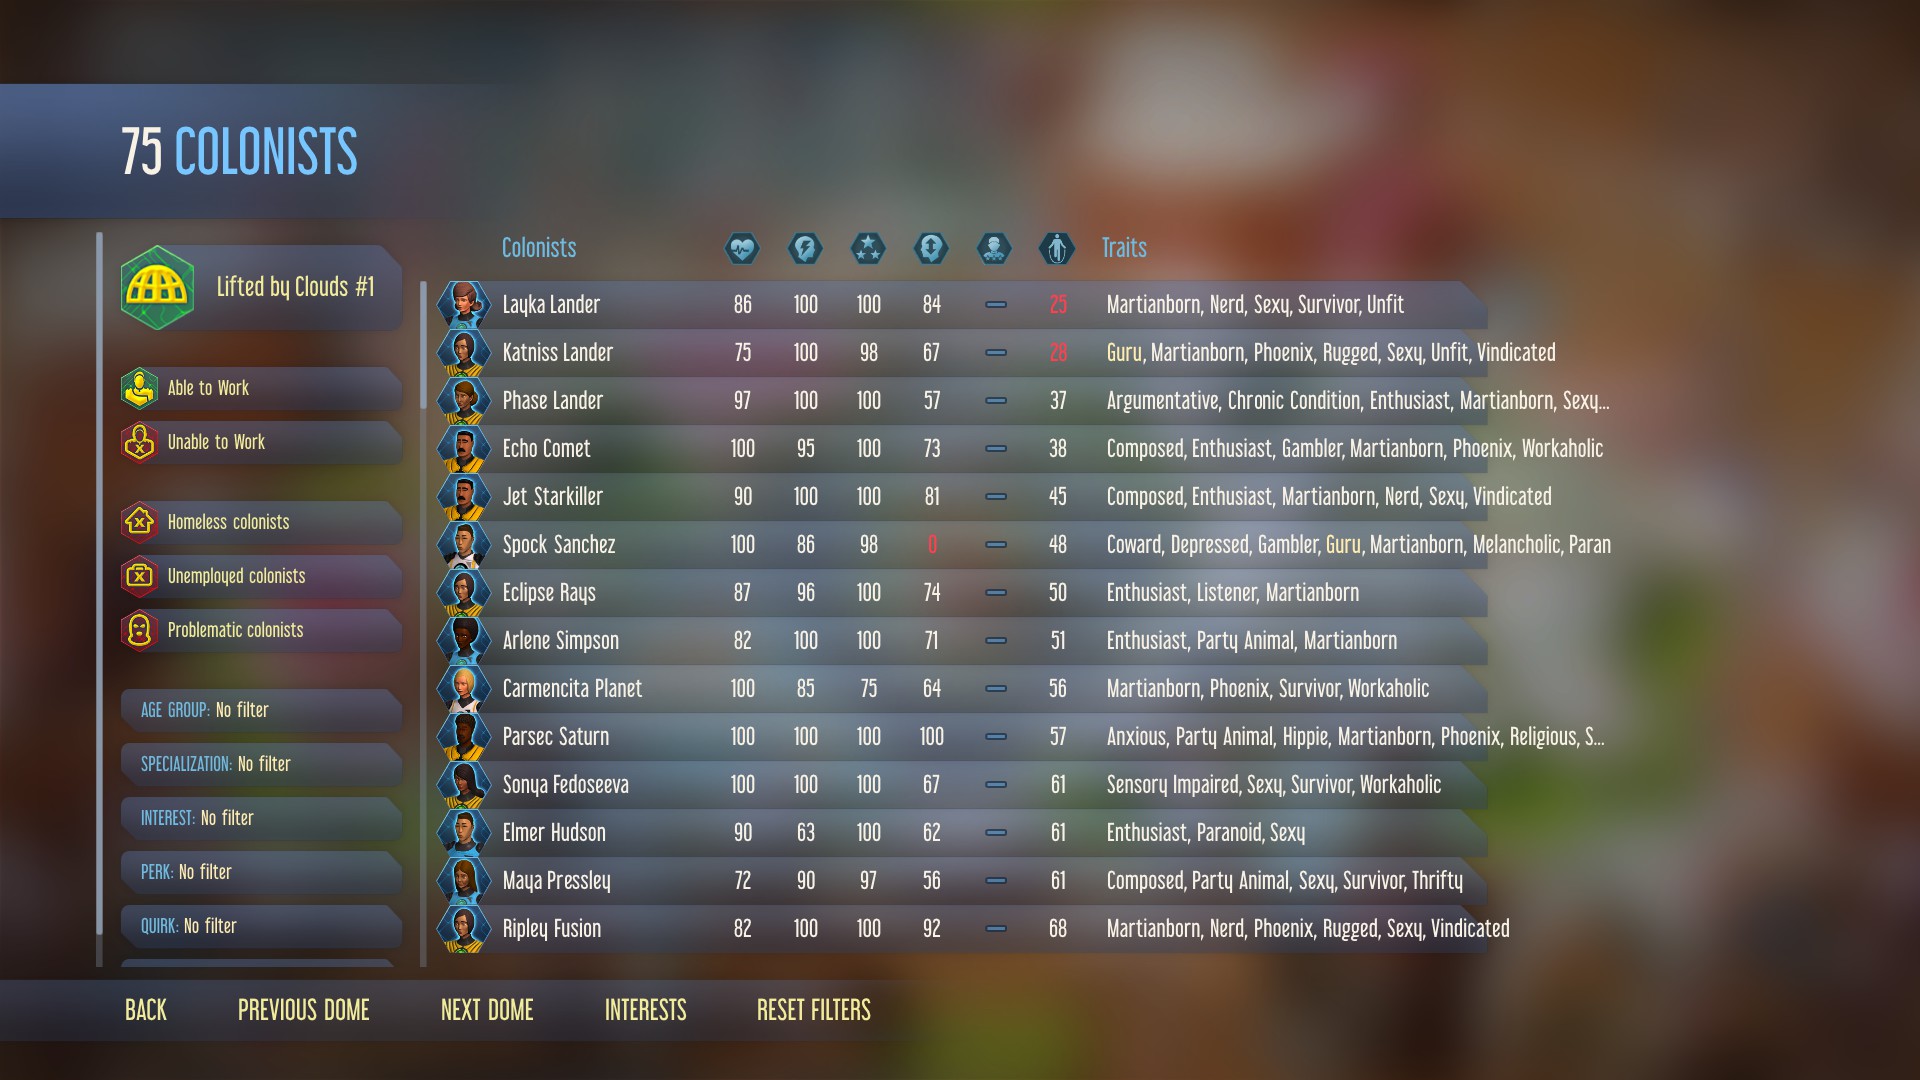 75 COLONISTS
Lifted by Clouds #1
Able to Work
Unable to Work
Homeless colonists
Unemployed colonists
Problematic colonists
AGE GROUP: No filter
SPECIALIZATION: No filter
INTEREST: No filter
PERK: No filter
QUIRK: No filter
Colonists Traits
Layka Lander 86 100 100 84 25 Martianborn, Nerd, Sexy, Survivor, Unfit
Katniss Lander 75 100 98 67 28 Guru, Martianborn, Phoenix, Rugged, Sexy, Unfit, Vindicated
Phase Lander 97 100 100 57 37 Argumentative, Chronic Condition, Enthusiast, Martianborn, Sexy...
Echo Comet 100 95 100 73 38 Composed, Enthusiast, Gambler, Martianborn, Phoenix, Workaholic
Jet Starkiller 90 100 100 81 45 Composed, Enthusiast, Martianborn, Nerd, Sexy, Vindicated
Spock Sanchez 100 86 98 0 48 Coward, Depressed, Gambler, Guru, Martianborn, Melancholic, Paran
Eclipse Rays 87 96 100 74 50 Enthusiast, Listener, Martianborn
Arlene Simpson 82 100 100 71 51 Enthusiast, Party Animal, Martianborn
Carmencita Planet 100 85 75 64 56 Martianborn, Phoenix, Survivor, Workaholic
Parsec Saturn 100 100 100 100 57 Anxious, Party Animal, Hippie, Martianborn, Phoenix, Religious, S...
Sonya Fedoseeva 100 100 100 67 61 Sensory Impaired, Sexy, Survivor, Workaholic
Elmer Hudson 90 63 100 62 61 Enthusiast, Paranoid, Sexy
Maya Pressley 72 90 97 56 61 Composed, Party Animal, Sexy, Survivor, Thrifty
Ripley Fusion 82 100 100 92 68 Martianborn, Nerd, Phoenix, Rugged, Sexy, Vindicated
BACK PREVIOUS DOME NEXT DOME INTERESTS RESET FILTERS